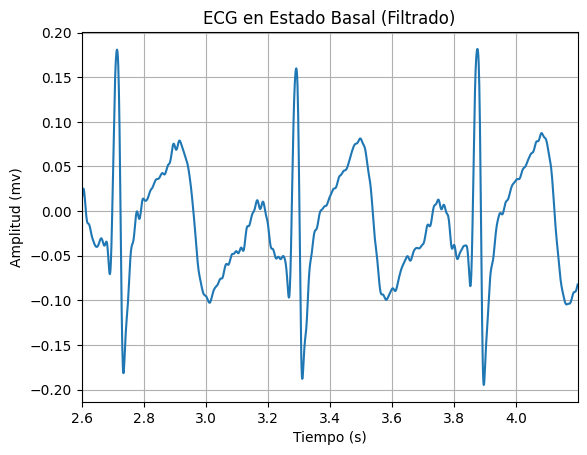 ECG en Estado Basal (Filtrado)
Amplitud (mv)
0.20
0.15
0.10
0.05
0.00
−0.05
−0.10
−0.15
−0.20
2.6 2.8 3.0 3.2 3.4 3.6 3.8 4.0
Tiempo (s)